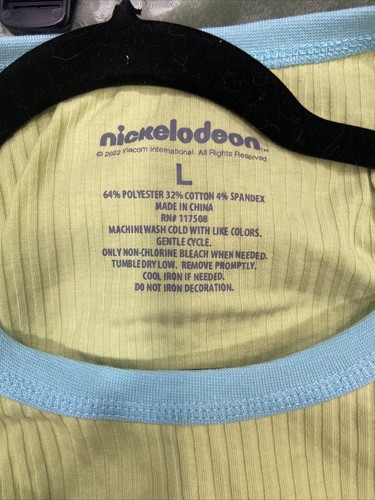 nickelodeon™
© 2022 Viacom International. All Rights Reserved.
L
64% POLYESTER 32% COTTON 4% SPANDEX
MADE IN CHINA
RN# 117508
MACHINE WASH COLD WITH LIKE COLORS.
GENTLE CYCLE.
ONLY NON-CHLORINE BLEACH WHEN NEEDED.
TUMBLE DRY LOW. REMOVE PROMPTLY.
COOL IRON IF NEEDED.
DO NOT IRON DECORATION.